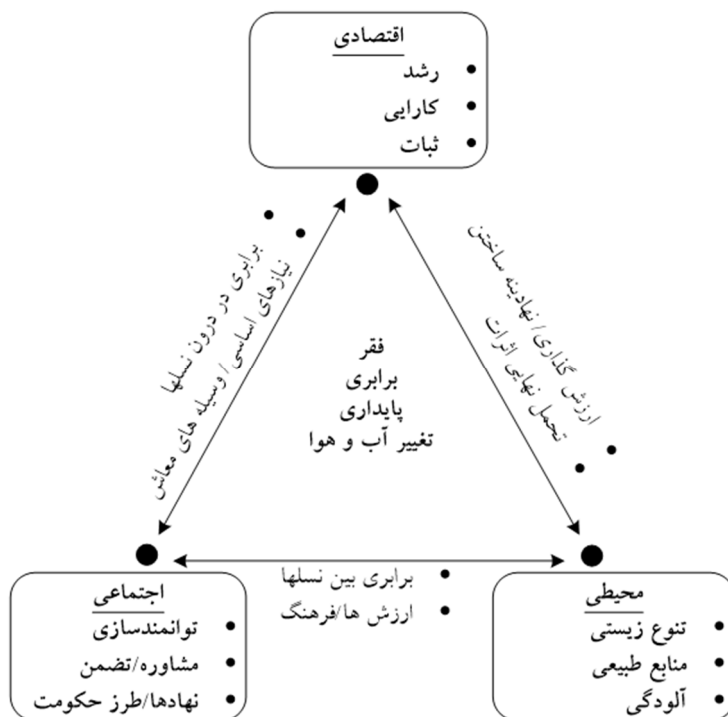 اقتصادی
• رشد
• کارایی
• ثبات
• برابری در درون نسلها
• نیازهای اساسی/وسیله های معاش
• ارزش گذاری/نهادینه ساختن
• تحمل نهایی اثرات
فقر
برابری
پایداری
تغییر آب و هوا
• برابری بین نسلها
• ارزش ها/فرهنگ
محیطی
• تنوع زیستی
• منابع طبیعی
• آلودگی
اجتماعی
• توانمندسازی
• مشاوره/تضمن
• نهادها/طرز حکومت